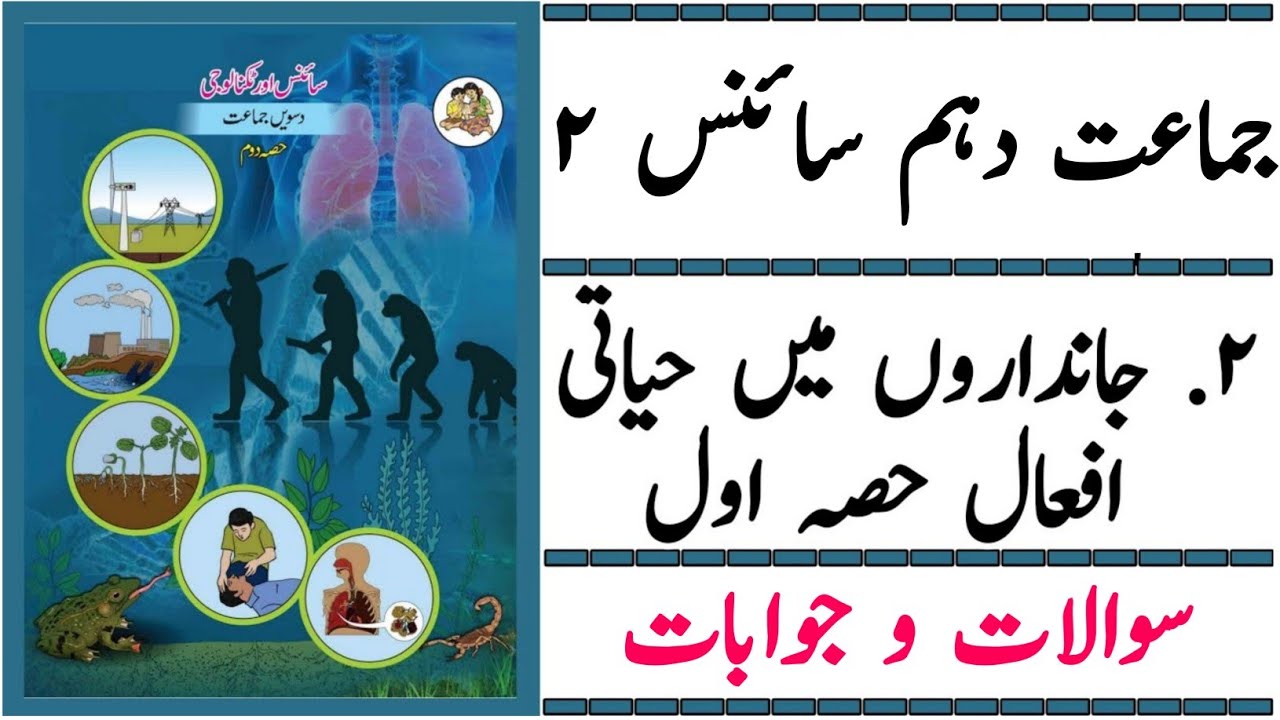 سائنس اور ٹکنالوجی
دسویں جماعت
حصہ دوم
جماعت دہم سائنس ۲
۲. جانداروں میں حیاتی
افعال حصہ اول
سوالات و جوابات